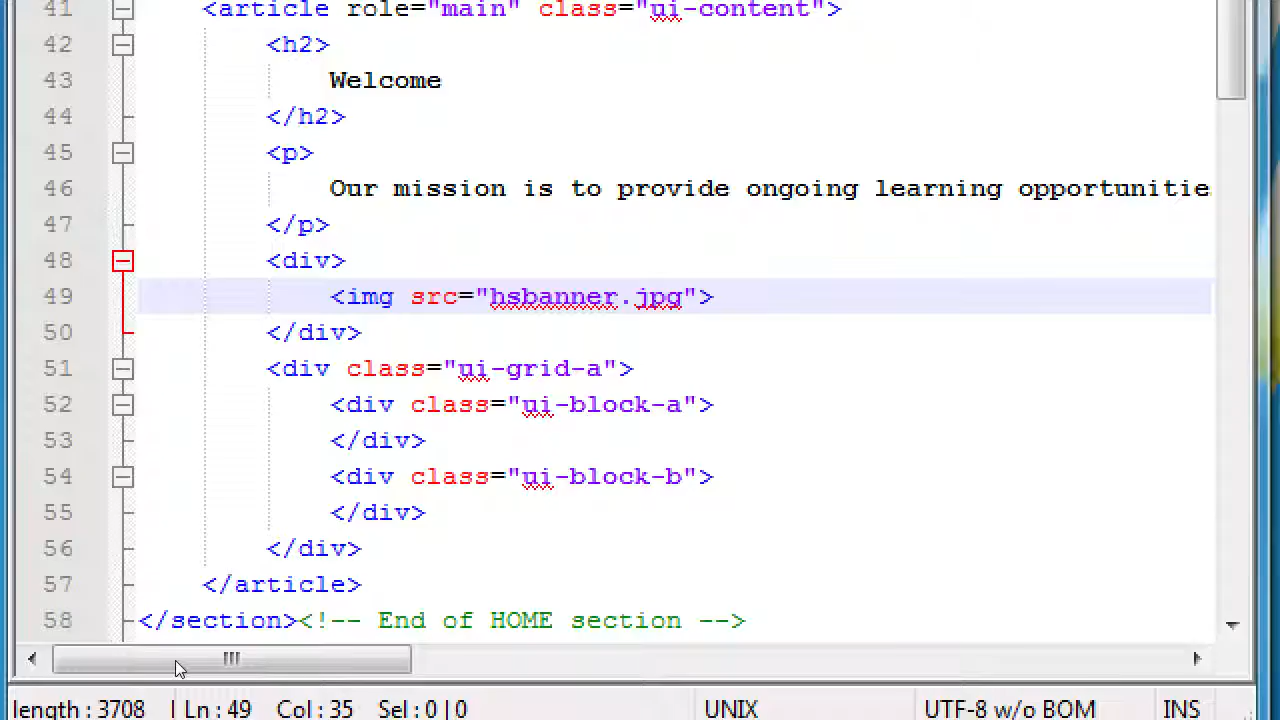 41 <article role="main" class="ui-content">
42 <h2>
43 Welcome
44 </h2>
45 <p>
46 Our mission is to provide ongoing learning opportunitie
47 </p>
48 <div>
49 <img src="hsbanner.jpg">
50 </div>
51 <div class="ui-grid-a">
52 <div class="ui-block-a">
53 </div>
54 <div class="ui-block-b">
55 </div>
56 </div>
57 </article>
58 </section><!-- End of HOME section -->
length : 3708 Ln : 49 Col : 35 Sel : 0 | 0 UNIX UTF-8 w/o BOM INS